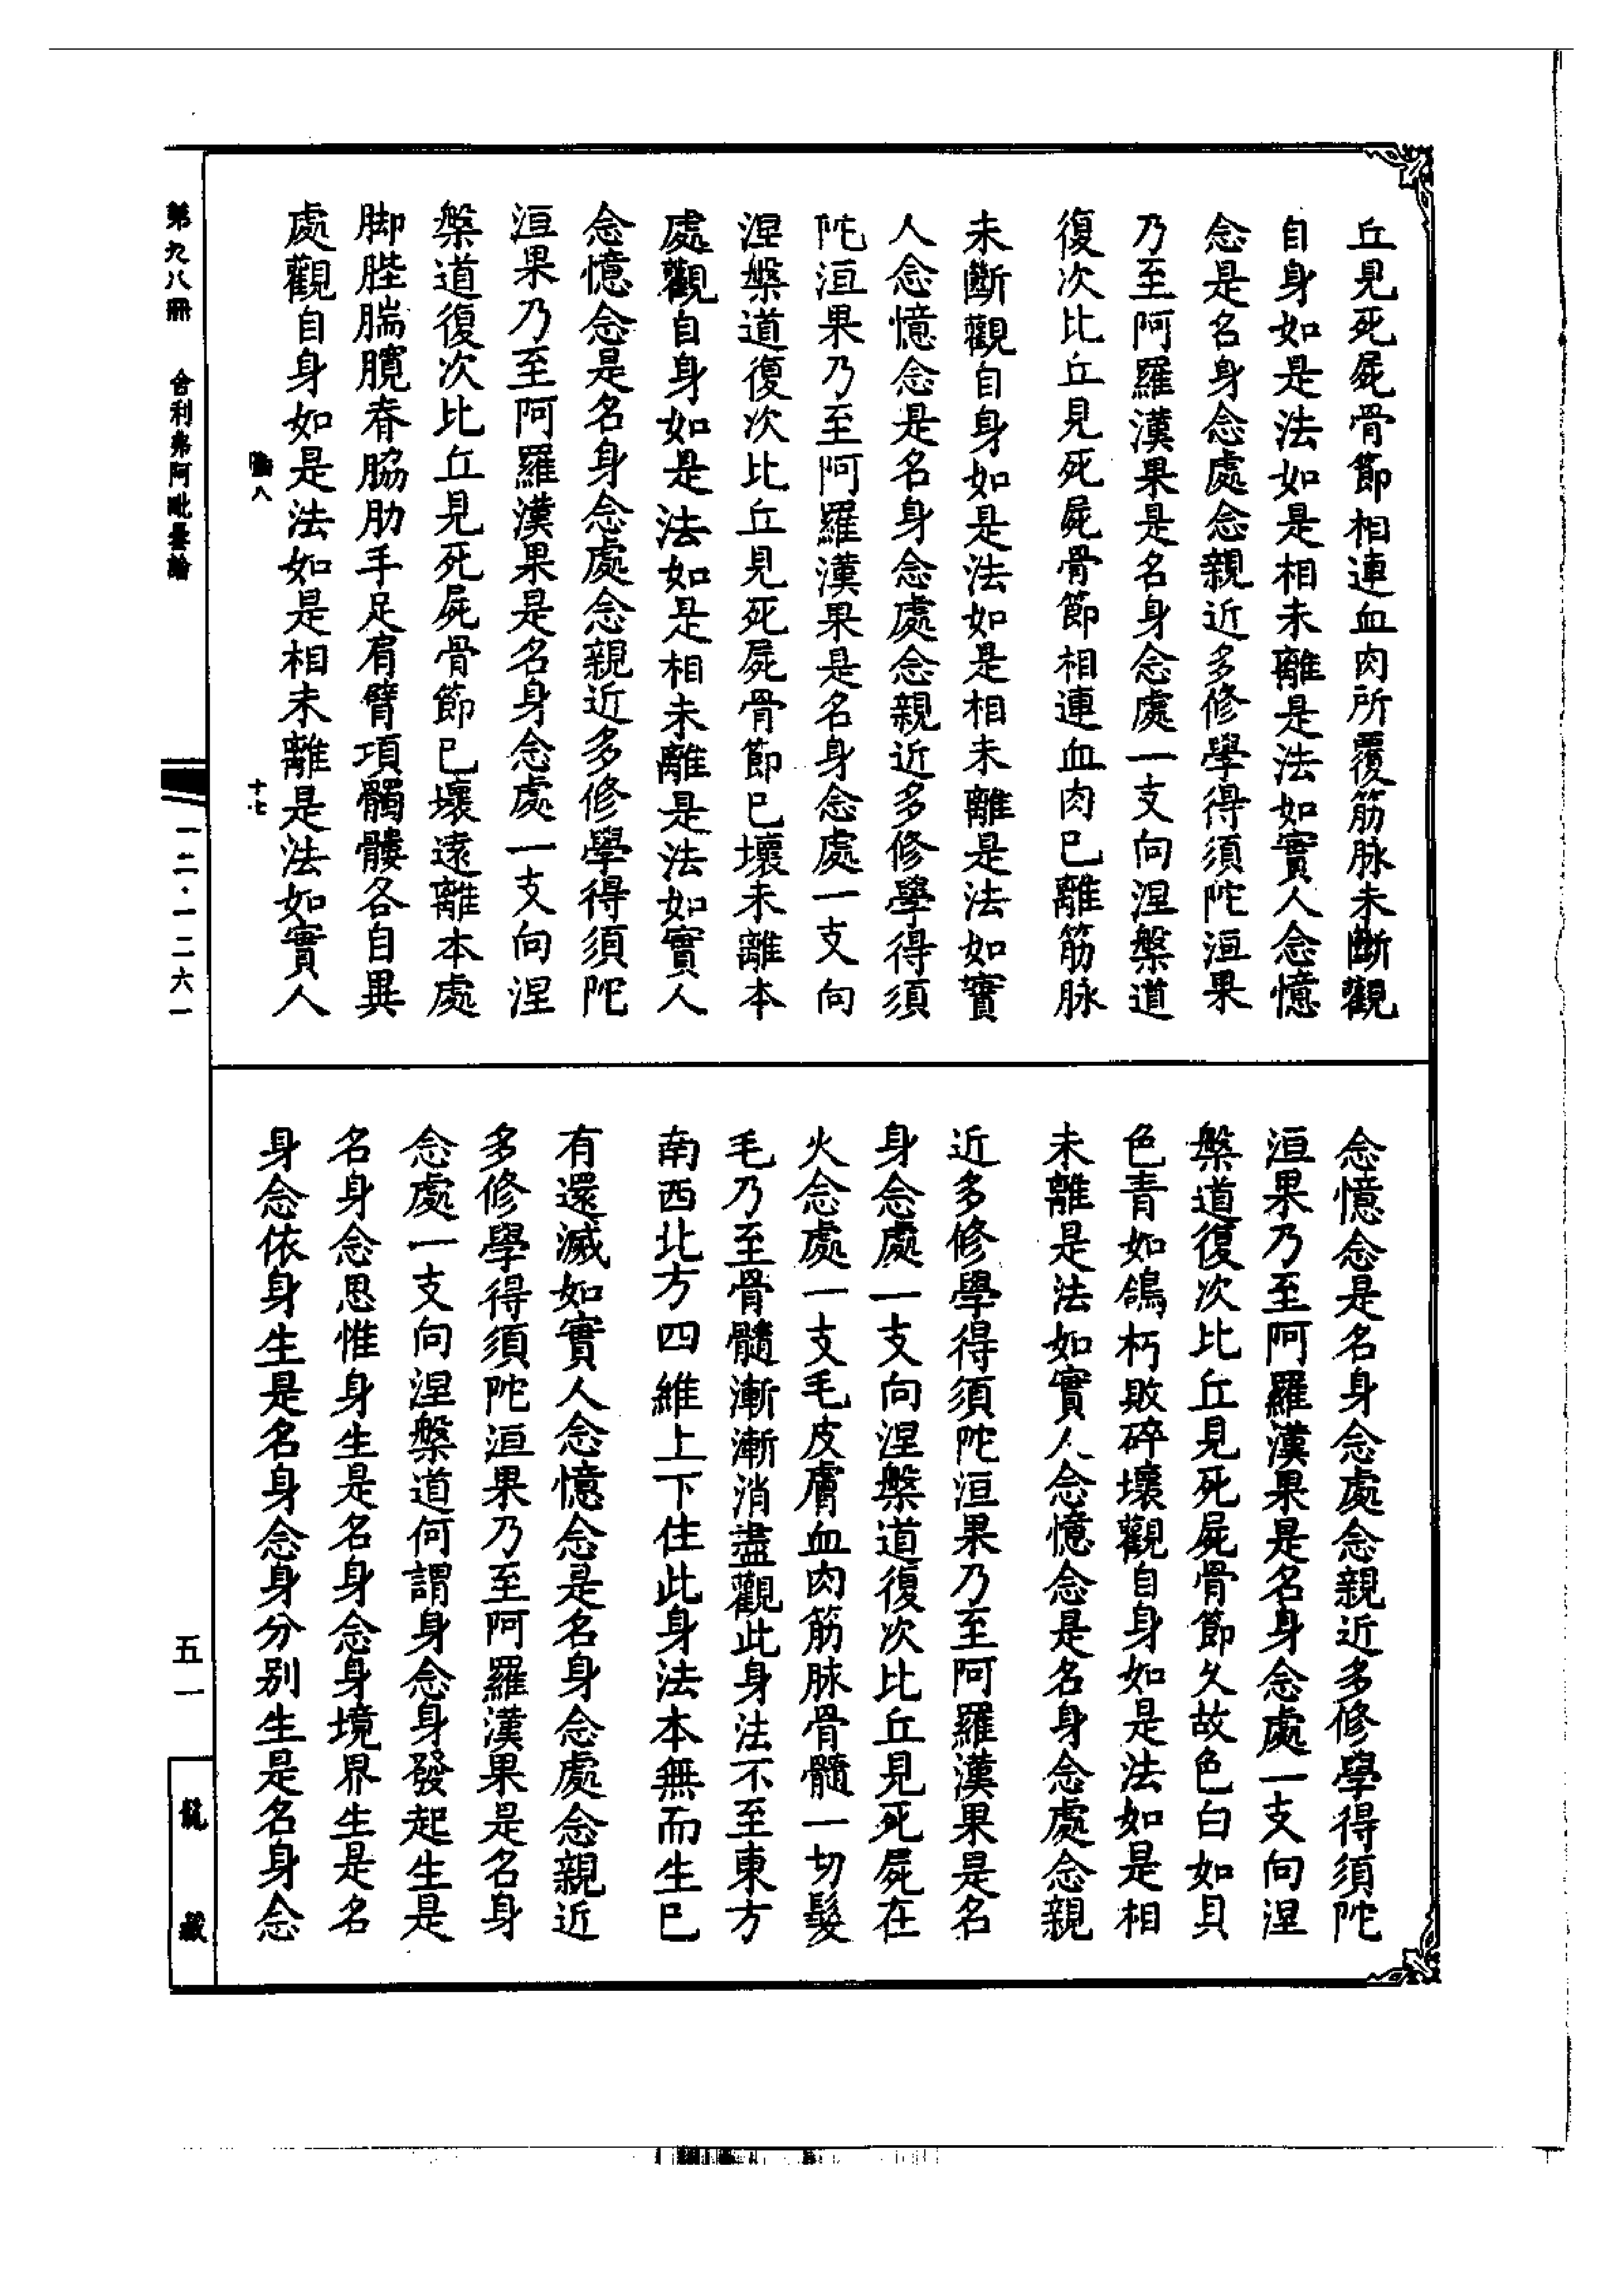 丘見死屍骨節相連血肉所覆筋脉未斷觀
自身如是法如是相未離是法如實人念憶
念是名身念處念親近多修學得須陀洹果
乃至阿羅漢果是名身念處一支向涅槃道
復次比丘見死屍骨節相連血肉已離筋脉
未斷觀自身如是法如是相未離是法如實
人念憶念是名身念處念親近多修學得須
陀洹果乃至阿羅漢果是名身念處一支向
涅槃道復次比丘見死屍骨節已壞未離本
處觀自身如是法如是相未離是法如實人
念憶念是名身念處念親近多修學得須陀
洹果乃至阿羅漢果是名身念處一支向涅
槃道復次比丘見死屍骨節已壞遠離本處
脚䏶腨臗脊脇肋手足肩臂項髑髏各自異
處觀自身如是法如是相未離是法如實人
八 十七
念憶念是名身念處念親近多修學得須陀
洹果乃至阿羅漢果是名身念處一支向涅
槃道復次比丘見死屍骨節久故色白如貝
色青如鴿朽敗碎壞觀自身如是法如是相
未離是法如實人念憶念是名身念處念親
近多修學得須陀洹果乃至阿羅漢果是名
身念處一支向涅槃道復次比丘見死屍在
火念處一支毛皮膚血肉筋脉骨髓一切髮
毛乃至骨髓漸漸消盡觀此身法不至東方
南西北方四維上下住此身法本無而生已
有還滅如實人念憶念是名身念處念親近
多修學得須陀洹果乃至阿羅漢果是名身
念處一支向涅槃道何謂身念身發起生是
名身念思惟身生是名身念身境界生是名
身念依身生是名身念身分別生是名身念
第九八冊 舍利弗阿毗曇論 一二·一二六一 五一 龍藏